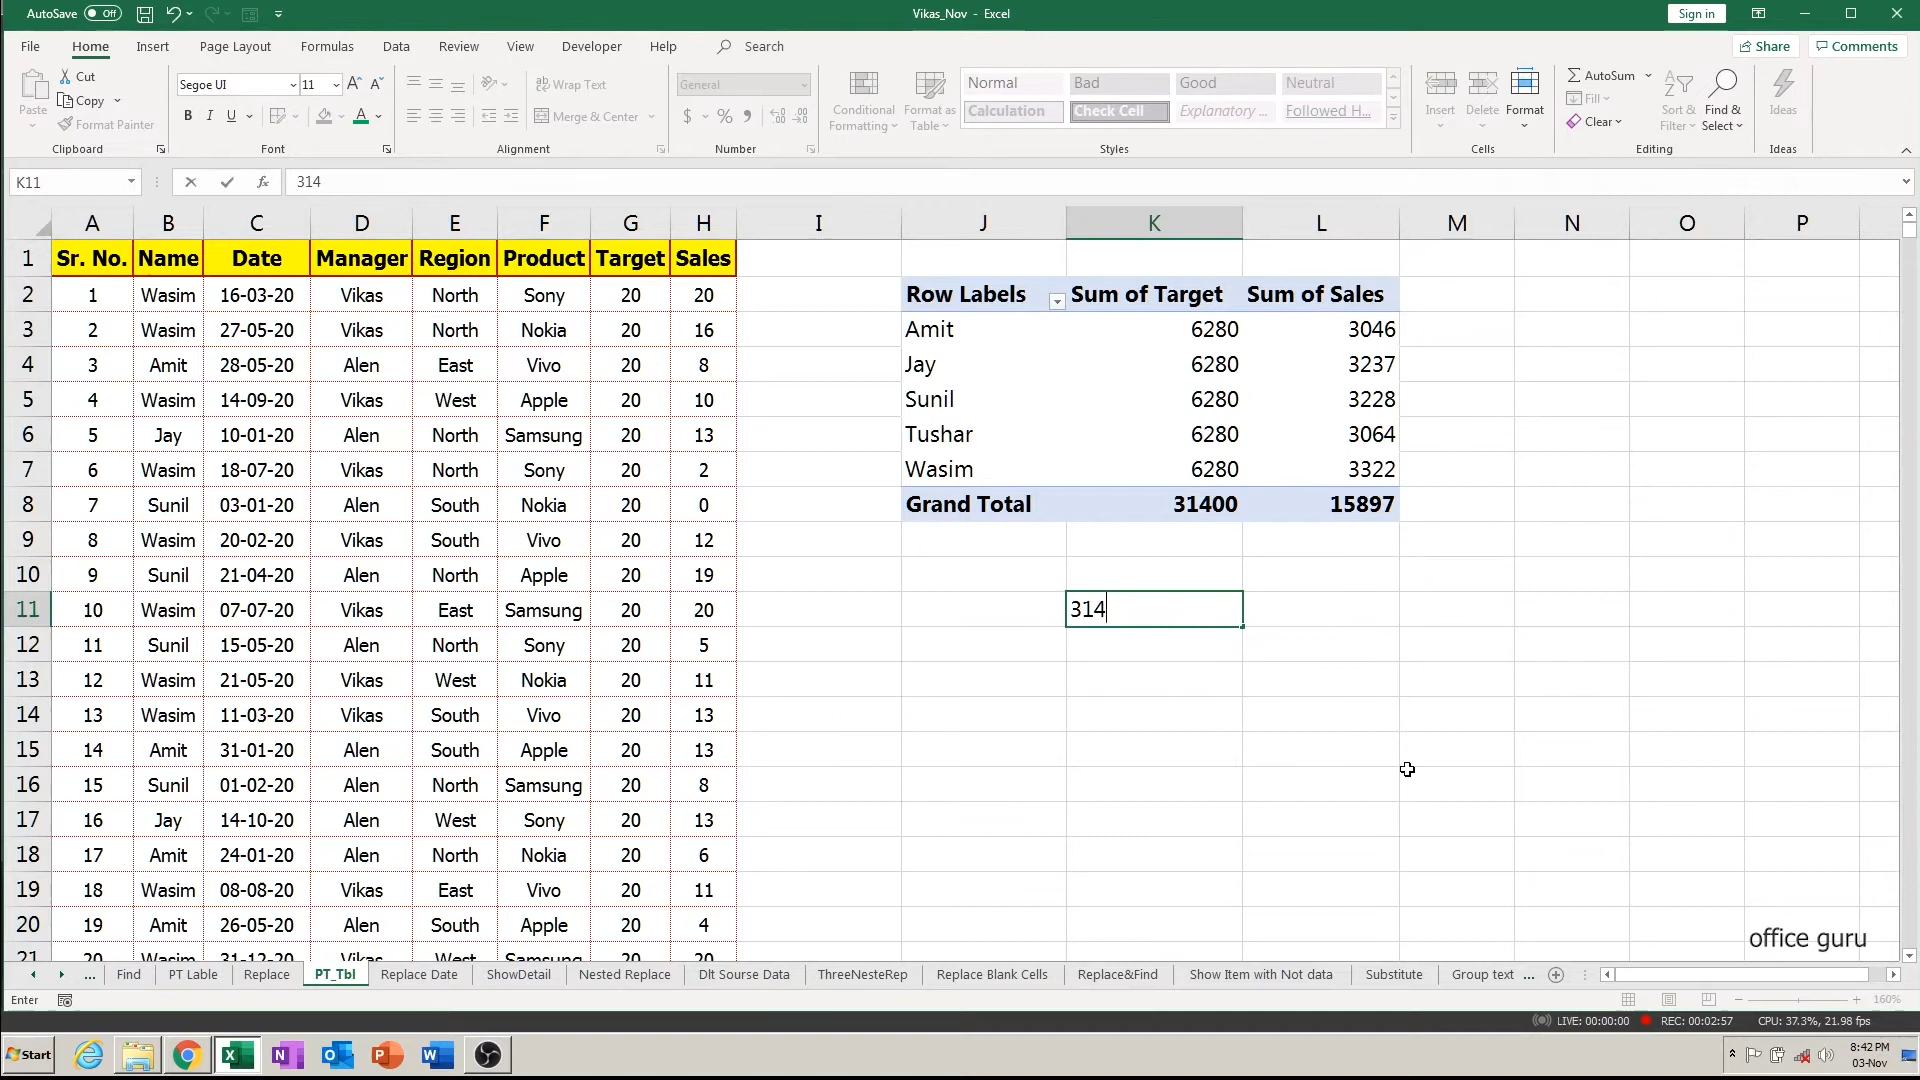 AutoSave Off
Vikas_Nov - Excel
Sign in
File Home Insert Page Layout Formulas Data Review View Developer Help Search
Share Comments
Paste
Cut
Copy
Format Painter
Clipboard
Segoe UI 11
B I U
Font
Wrap Text
Merge & Center
Alignment
General
$ %
Number
Conditional Formatting
Format as Table
Normal Bad Good Neutral
Calculation Check Cell Explanatory ... Followed H...
Styles
Insert Delete Format
Cells
AutoSum
Fill
Clear
Sort & Filter
Find & Select
Editing
Ideas
Ideas
K11 fx 314
A B C D E F G H I J K L M N O P
1 Sr. No. Name Date Manager Region Product Target Sales
2 1 Wasim 16-03-20 Vikas North Sony 20 20 Row Labels Sum of Target Sum of Sales
3 2 Wasim 27-05-20 Vikas North Nokia 20 16 Amit 6280 3046
4 3 Amit 28-05-20 Alen East Vivo 20 8 Jay 6280 3237
5 4 Wasim 14-09-20 Vikas West Apple 20 10 Sunil 6280 3228
6 5 Jay 10-01-20 Alen North Samsung 20 13 Tushar 6280 3064
7 6 Wasim 18-07-20 Vikas North Sony 20 2 Wasim 6280 3322
8 7 Sunil 03-01-20 Alen South Nokia 20 0 Grand Total 31400 15897
9 8 Wasim 20-02-20 Vikas South Vivo 20 12
10 9 Sunil 21-04-20 Alen North Apple 20 19
11 10 Wasim 07-07-20 Vikas East Samsung 20 20 314
12 11 Sunil 15-05-20 Alen North Sony 20 5
13 12 Wasim 21-05-20 Vikas West Nokia 20 11
14 13 Wasim 11-03-20 Vikas South Vivo 20 13
15 14 Amit 31-01-20 Alen South Apple 20 13
16 15 Sunil 01-02-20 Alen North Samsung 20 8
17 16 Jay 14-10-20 Alen West Sony 20 13
18 17 Amit 24-01-20 Alen North Nokia 20 6
19 18 Wasim 08-08-20 Vikas East Vivo 20 11
20 19 Amit 26-05-20 Alen South Apple 20 4
21 20 Wasim 31-12-20 Vikas West Samsung 20 20
office guru
... Find PT Lable Replace PT_Tbl Replace Date ShowDetail Nested Replace Dlt Sourse Data ThreeNesteRep Replace Blank Cells Replace&Find Show Item with Not data Substitute Group text ...
Enter
160%
LIVE: 00:00:00 REC: 00:02:57 CPU: 37.3%, 21.98 fps
Start
8:42 PM
03-Nov